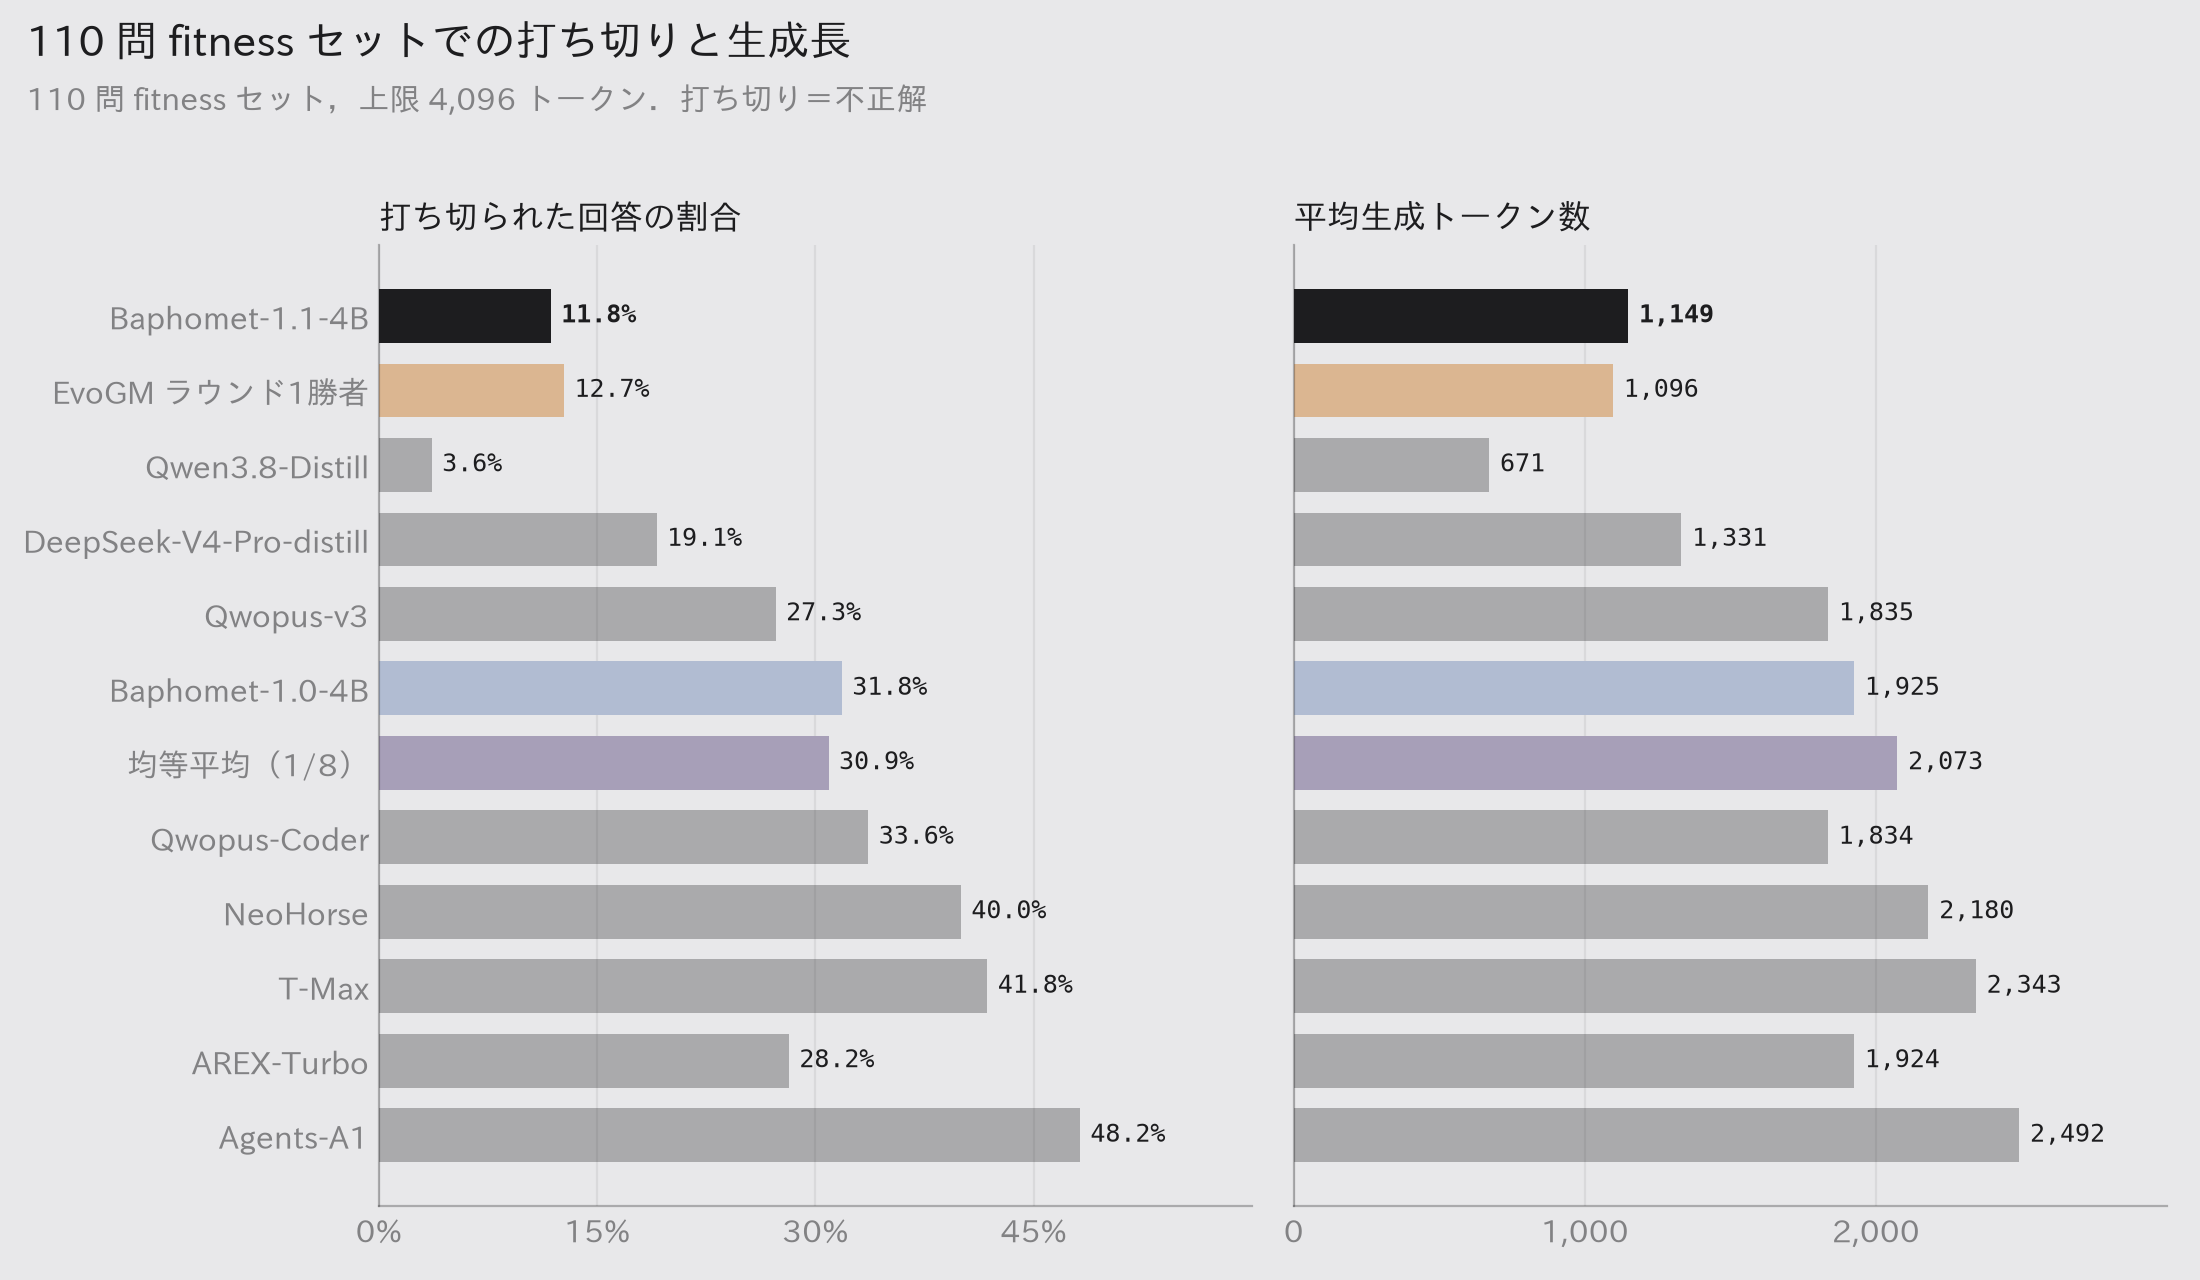 110 問 fitness セットでの打ち切りと生成長
110 問 fitness セット，上限 4,096 トークン．打ち切り＝不正解
打ち切られた回答の割合
Baphomet-1.1-4B 11.8%
EvoGM ラウンド1勝者 12.7%
Qwen3.8-Distill 3.6%
DeepSeek-V4-Pro-distill 19.1%
Qwopus-v3 27.3%
Baphomet-1.0-4B 31.8%
均等平均（1/8） 30.9%
Qwopus-Coder 33.6%
NeoHorse 40.0%
T-Max 41.8%
AREX-Turbo 28.2%
Agents-A1 48.2%
0% 15% 30% 45%
平均生成トークン数
1,149
1,096
671
1,331
1,835
1,925
2,073
1,834
2,180
2,343
1,924
2,492
0 1,000 2,000